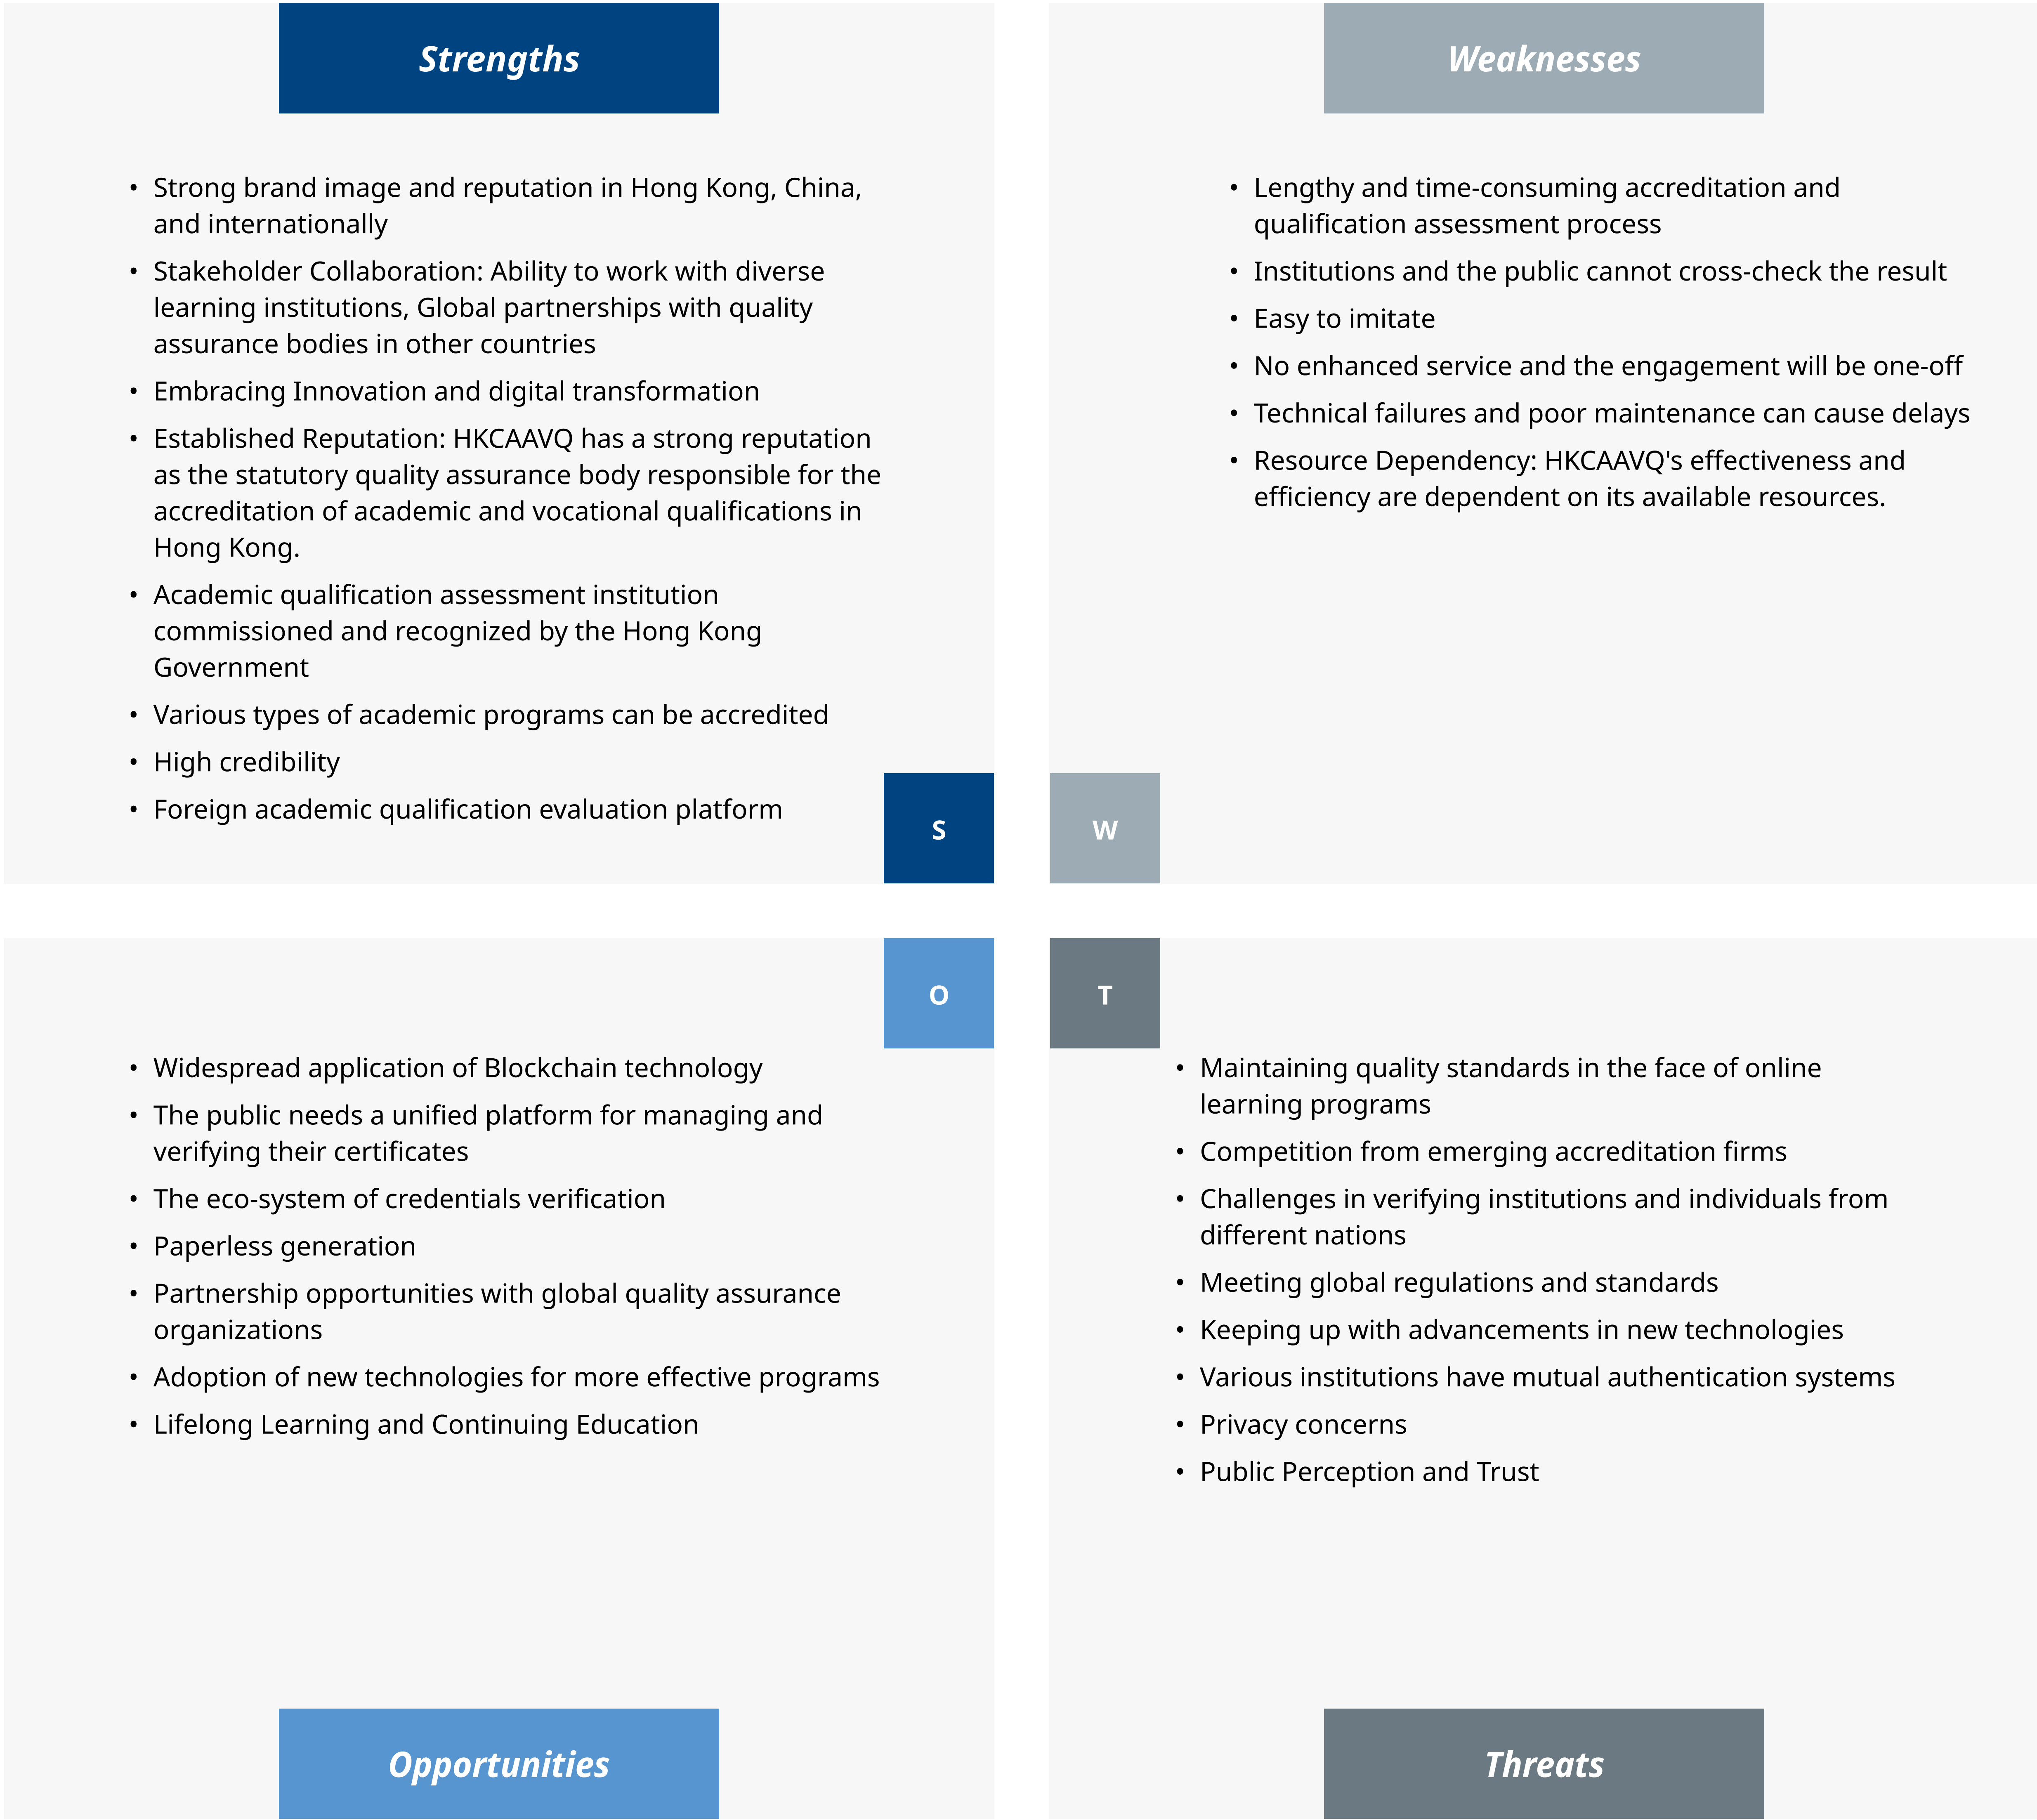 Strengths
• Strong brand image and reputation in Hong Kong, China,
and internationally
• Stakeholder Collaboration: Ability to work with diverse
learning institutions, Global partnerships with quality
assurance bodies in other countries
• Embracing Innovation and digital transformation
• Established Reputation: HKCAAVQ has a strong reputation
as the statutory quality assurance body responsible for the
accreditation of academic and vocational qualifications in
Hong Kong.
• Academic qualification assessment institution
commissioned and recognized by the Hong Kong
Government
• Various types of academic programs can be accredited
• High credibility
• Foreign academic qualification evaluation platform
S
Weaknesses
• Lengthy and time-consuming accreditation and
qualification assessment process
• Institutions and the public cannot cross-check the result
• Easy to imitate
• No enhanced service and the engagement will be one-off
• Technical failures and poor maintenance can cause delays
• Resource Dependency: HKCAAVQ's effectiveness and
efficiency are dependent on its available resources.
W
O
• Widespread application of Blockchain technology
• The public needs a unified platform for managing and
verifying their certificates
• The eco-system of credentials verification
• Paperless generation
• Partnership opportunities with global quality assurance
organizations
• Adoption of new technologies for more effective programs
• Lifelong Learning and Continuing Education
Opportunities
T
• Maintaining quality standards in the face of online
learning programs
• Competition from emerging accreditation firms
• Challenges in verifying institutions and individuals from
different nations
• Meeting global regulations and standards
• Keeping up with advancements in new technologies
• Various institutions have mutual authentication systems
• Privacy concerns
• Public Perception and Trust
Threats